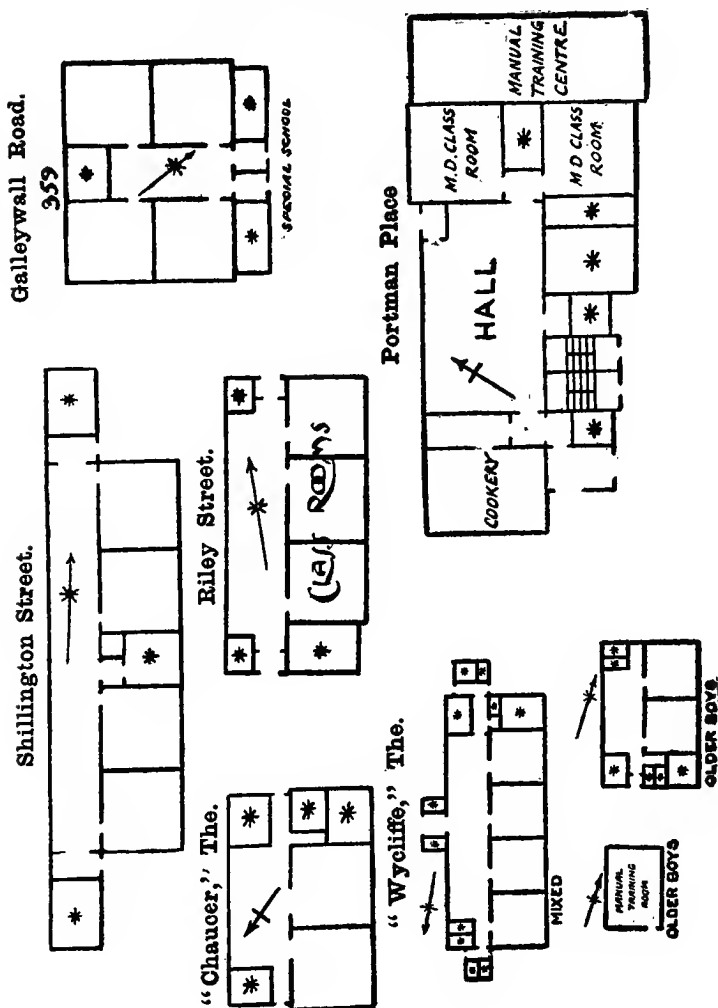 Shillington Street.
"Chaucer," The.
Riley Street.
CLASS ROOMS
Galleywall Road.
359
SPECIAL SCHOOL
"Wycliffe," The.
MIXED
MANUAL
TRAINING
ROOM
OLDER BOYS
OLDER BOYS
Portman Place
COOKERY
HALL
M.D. CLASS
ROOM
M D CLASS
ROOM.
MANUAL
TRAINING
CENTRE.